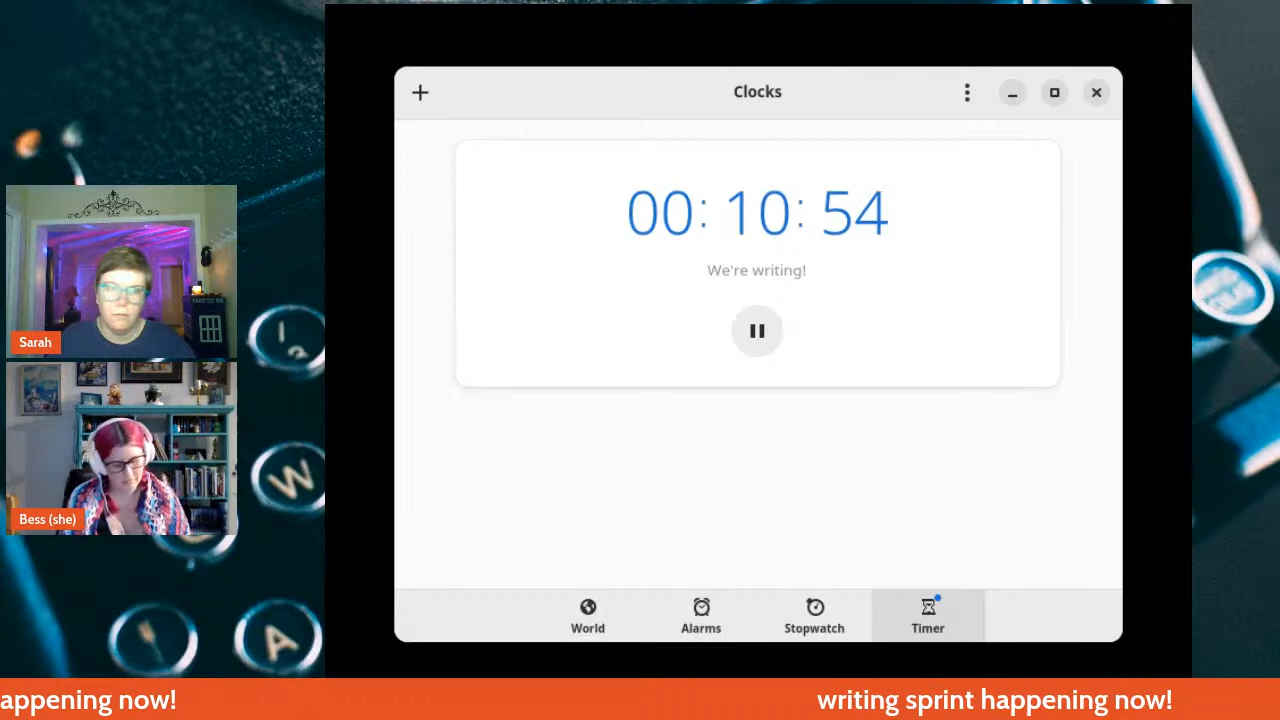 Clocks
00:10:54
We're writing!
World
Alarms
Stopwatch
Timer
Sarah
Bess (she)
I
W
A
appening now!
writing sprint happening now!